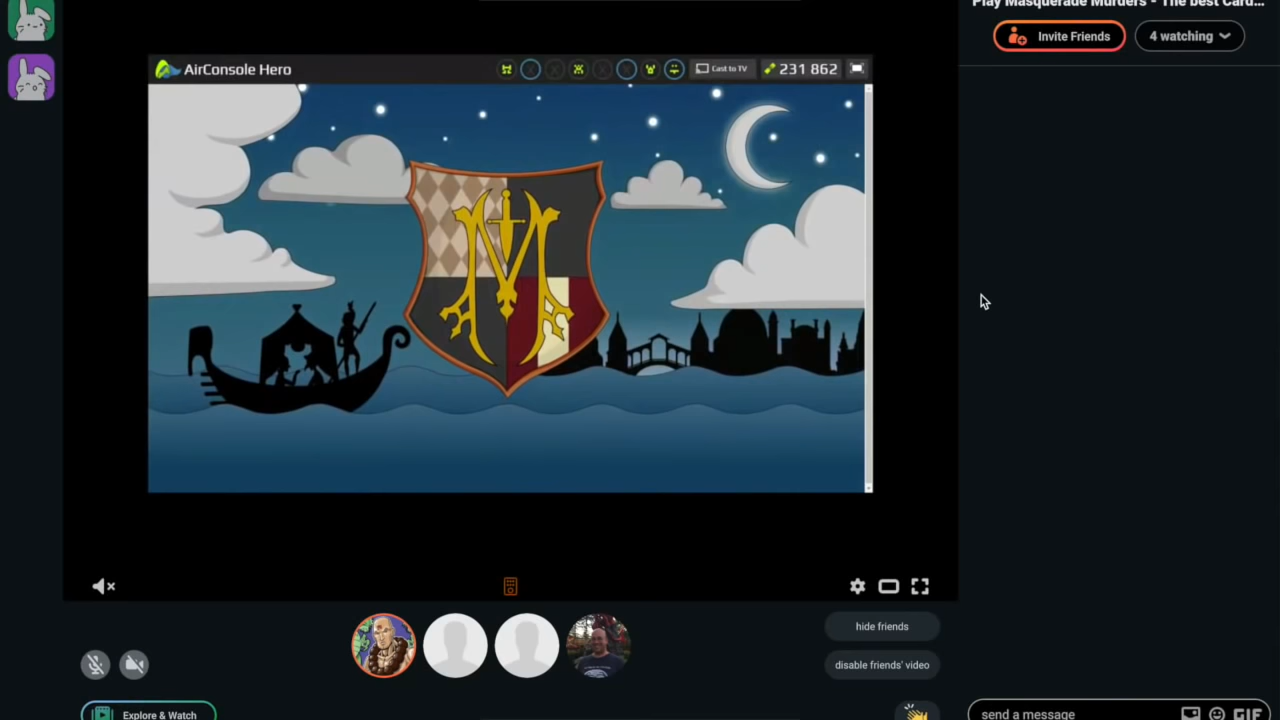 Play Masquerade Murders - The best Card...
Invite Friends
4 watching
AirConsole Hero
Cast to TV
231 862
M
hide friends
disable friends' video
Explore & Watch
send a message
GIF